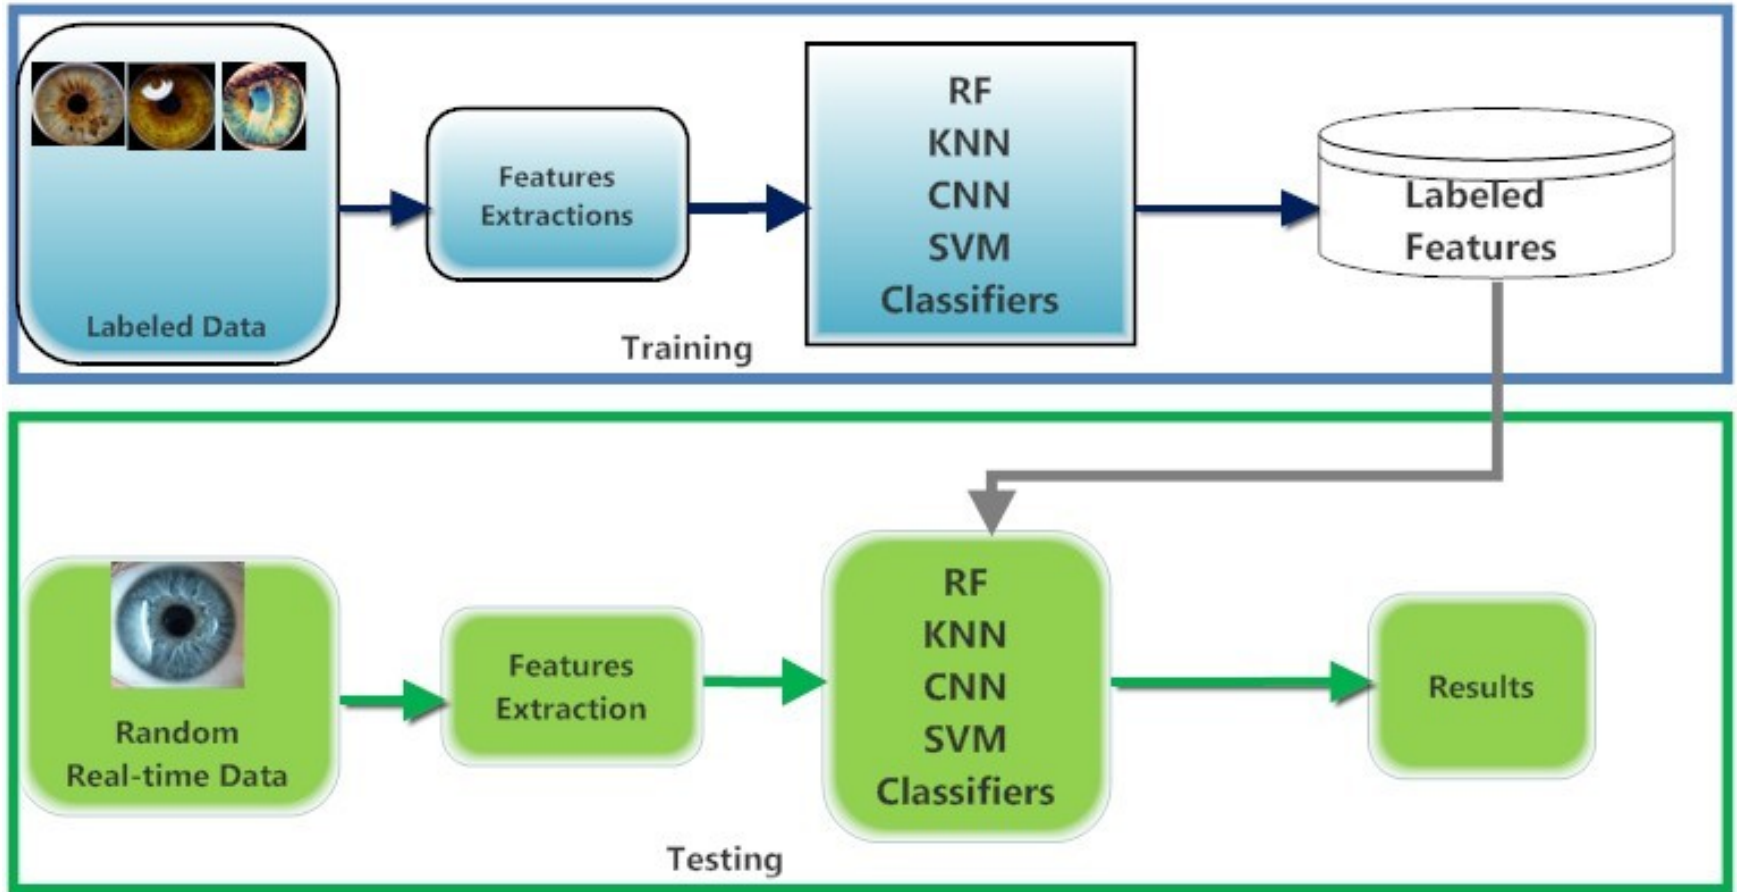 Labeled Data
Features
Extractions
RF
KNN
CNN
SVM
Classifiers
Labeled
Features
Training
Random
Real-time Data
Features
Extraction
RF
KNN
CNN
SVM
Classifiers
Results
Testing